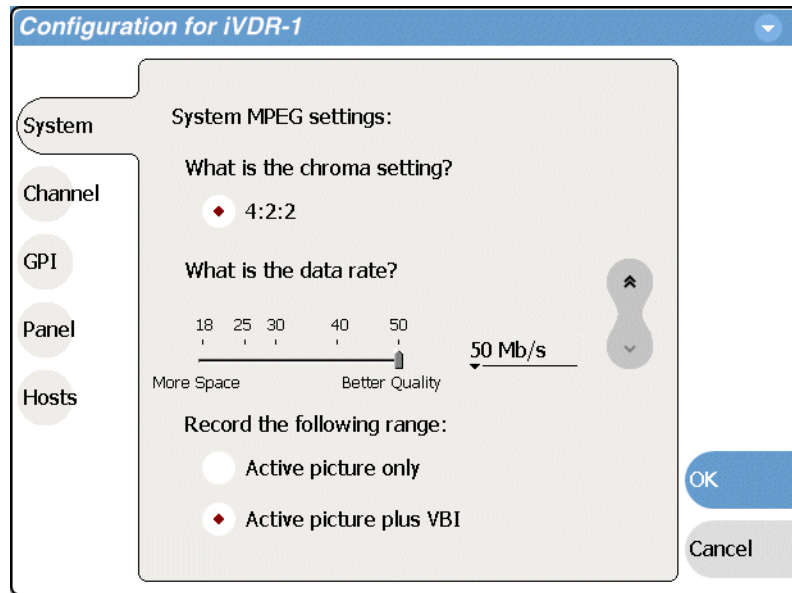 Configuration for iVDR-1
System
Channel
GPI
Panel
Hosts
System MPEG settings:
What is the chroma setting?
4:2:2
What is the data rate?
18 25 30 40 50
50 Mb/s
More Space Better Quality
Record the following range:
Active picture only
Active picture plus VBI
OK
Cancel